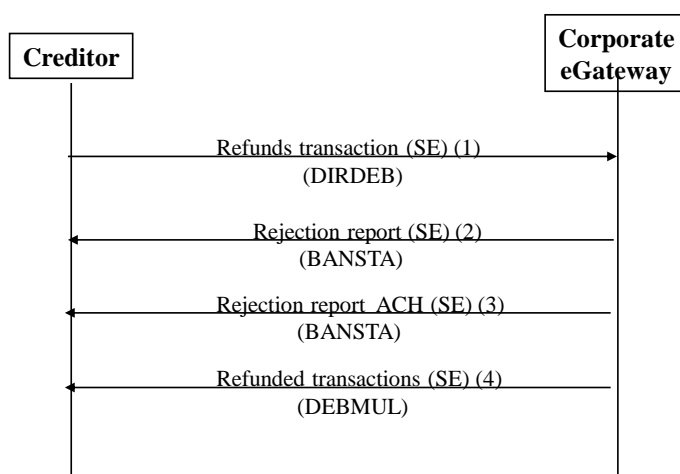 Creditor
Corporate
eGateway
Refunds transaction (SE) (1)
(DIRDEB)
Rejection report (SE) (2)
(BANSTA)
Rejection report ACH (SE) (3)
(BANSTA)
Refunded transactions (SE) (4)
(DEBMUL)